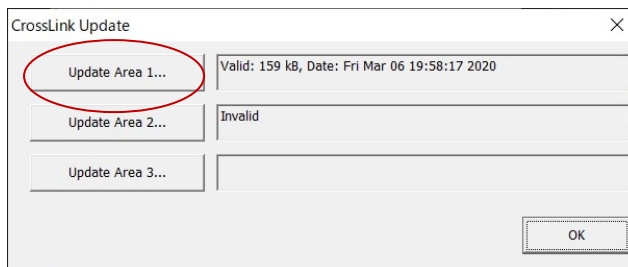 CrossLink Update
Update Area 1...
Valid: 159 kB, Date: Fri Mar 06 19:58:17 2020
Update Area 2...
Invalid
Update Area 3...
OK